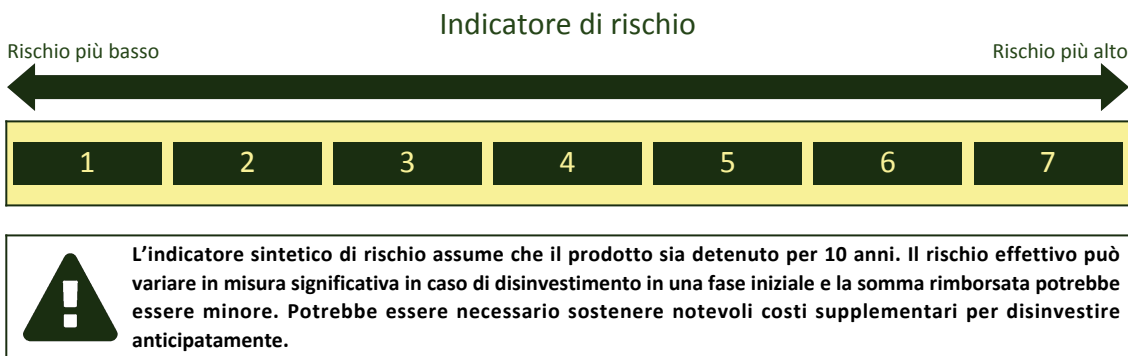 Indicatore di rischio
Rischio più basso
Rischio più alto
1 2 3 4 5 6 7
L’indicatore sintetico di rischio assume che il prodotto sia detenuto per 10 anni. Il rischio effettivo può
variare in misura significativa in caso di disinvestimento in una fase iniziale e la somma rimborsata potrebbe
essere minore. Potrebbe essere necessario sostenere notevoli costi supplementari per disinvestire
anticipatamente.